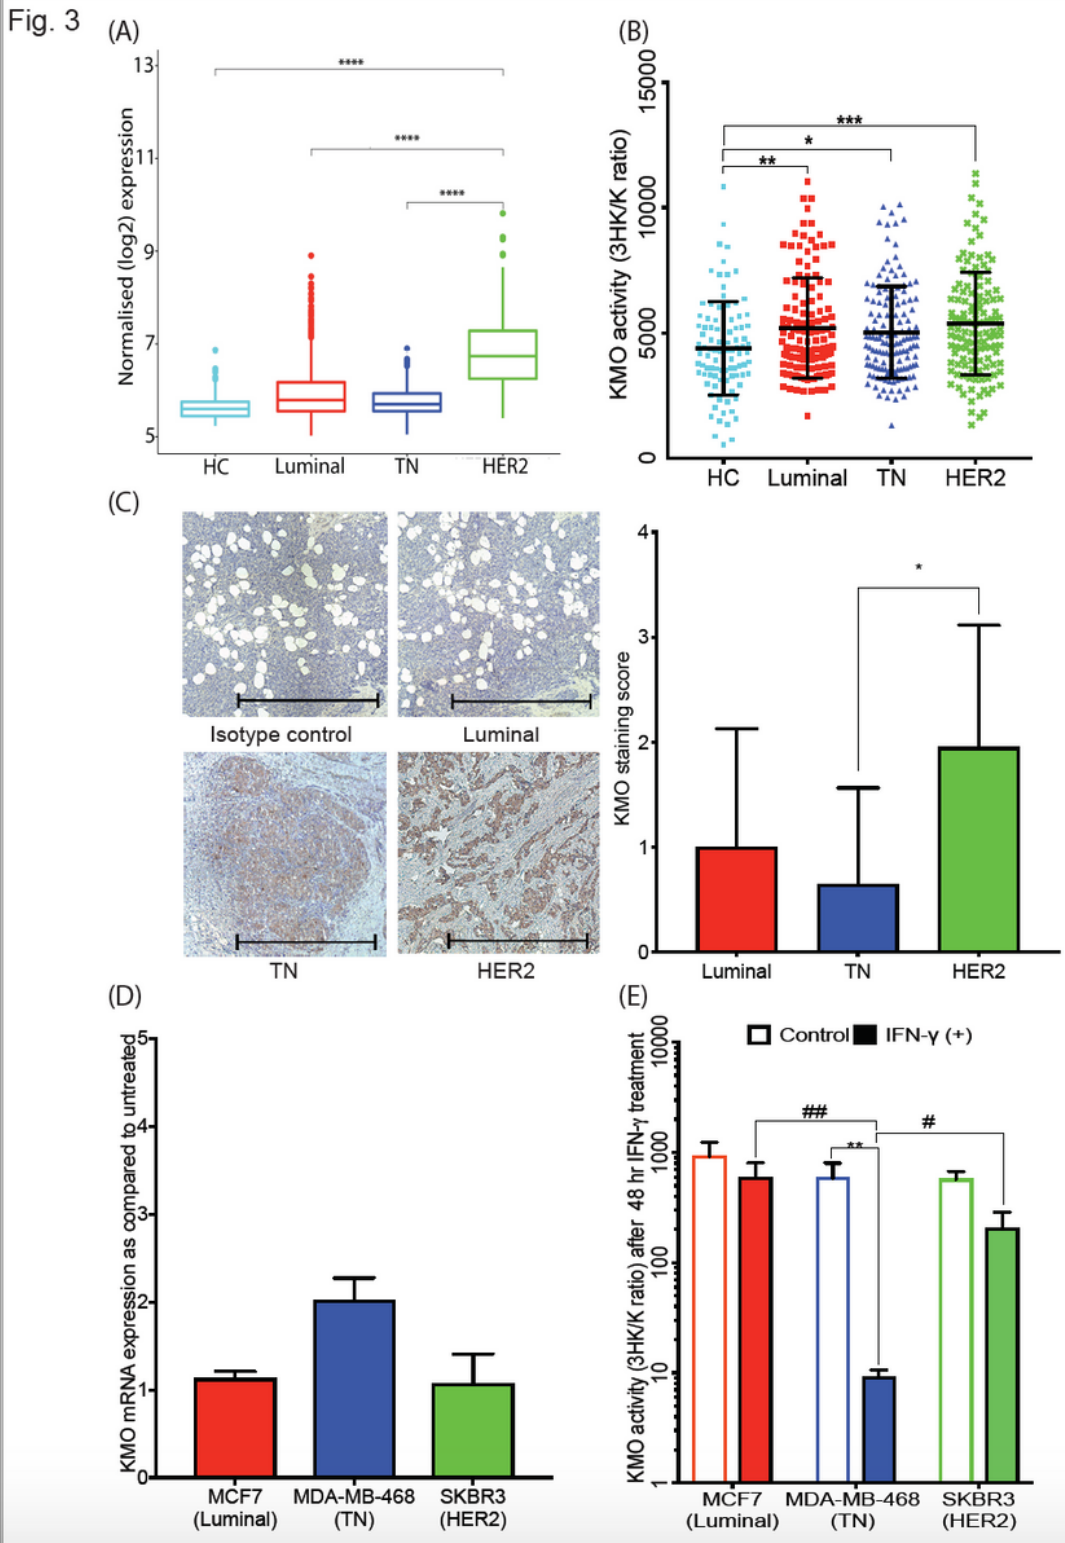 Fig. 3
(A)
Normalised (log2) expression
13
11
9
7
5
****
****
****
HC
Luminal
TN
HER2
(B)
KMO activity (3HK/K ratio)
15000
10000
5000
0
***
*
**
HC
Luminal
TN
HER2
(C)
Isotype control
Luminal
TN
HER2
KMO staining score
4
3
2
1
0
*
Luminal
TN
HER2
(D)
KMO mRNA expression as compared to untreated
5
4
3
2
1
0
MCF7
(Luminal)
MDA-MB-468
(TN)
SKBR3
(HER2)
(E)
KMO activity (3HK/K ratio) after 48 hr IFN-γ treatment
10000
1000
100
10
1
Control
IFN-γ (+)
##
#
**
MCF7
(Luminal)
MDA-MB-468
(TN)
SKBR3
(HER2)